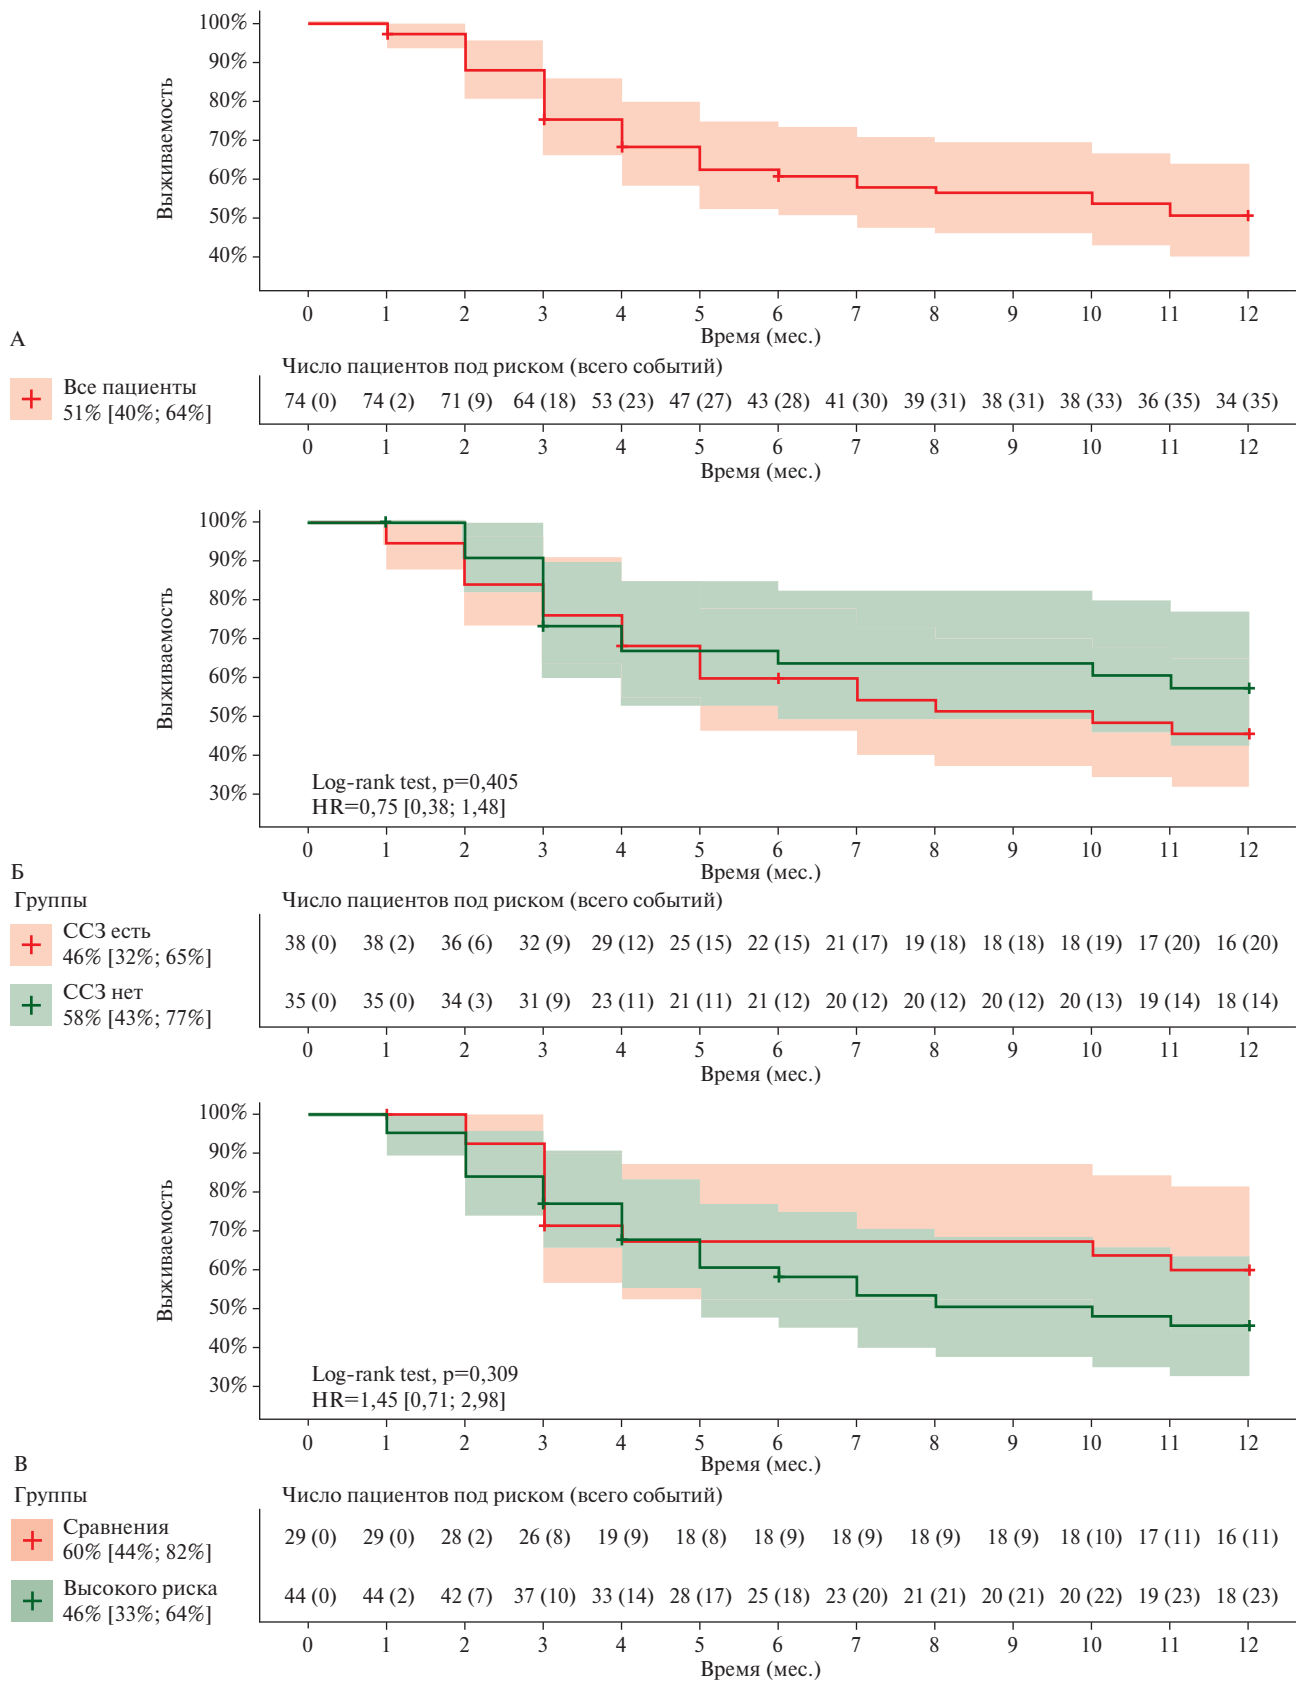 100%
90%
80%
70%
60%
50%
40%
Выживаемость
0 1 2 3 4 5 6 7 8 9 10 11 12
Время (мес.)
А
Число пациентов под риском (всего событий)
Все пациенты
51% [40%; 64%]
74 (0) 74 (2) 71 (9) 64 (18) 53 (23) 47 (27) 43 (28) 41 (30) 39 (31) 38 (31) 38 (33) 36 (35) 34 (35)
0 1 2 3 4 5 6 7 8 9 10 11 12
Время (мес.)
100%
90%
80%
70%
60%
50%
40%
30%
Выживаемость
Log-rank test, p=0,405
HR=0,75 [0,38; 1,48]
0 1 2 3 4 5 6 7 8 9 10 11 12
Время (мес.)
Б
Группы
Число пациентов под риском (всего событий)
ССЗ есть
46% [32%; 65%]
38 (0) 38 (2) 36 (6) 32 (9) 29 (12) 25 (15) 22 (15) 21 (17) 19 (18) 18 (18) 18 (19) 17 (20) 16 (20)
ССЗ нет
58% [43%; 77%]
35 (0) 35 (0) 34 (3) 31 (9) 23 (11) 21 (11) 21 (12) 20 (12) 20 (12) 20 (12) 20 (13) 19 (14) 18 (14)
0 1 2 3 4 5 6 7 8 9 10 11 12
Время (мес.)
100%
90%
80%
70%
60%
50%
40%
30%
Выживаемость
Log-rank test, p=0,309
HR=1,45 [0,71; 2,98]
0 1 2 3 4 5 6 7 8 9 10 11 12
Время (мес.)
В
Группы
Число пациентов под риском (всего событий)
Сравнения
60% [44%; 82%]
29 (0) 29 (0) 28 (2) 26 (8) 19 (9) 18 (8) 18 (9) 18 (9) 18 (9) 18 (9) 18 (10) 17 (11) 16 (11)
Высокого риска
46% [33%; 64%]
44 (0) 44 (2) 42 (7) 37 (10) 33 (14) 28 (17) 25 (18) 23 (20) 21 (21) 20 (21) 20 (22) 19 (23) 18 (23)
0 1 2 3 4 5 6 7 8 9 10 11 12
Время (мес.)